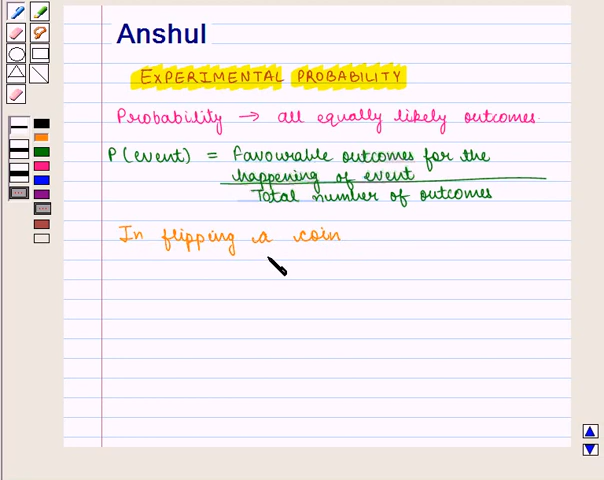 Anshul
EXPERIMENTAL PROBABILITY
Probability → all equally likely outcomes.
P(event) = Favourable outcomes for the
happening of event
Total number of outcomes
In flipping a coin